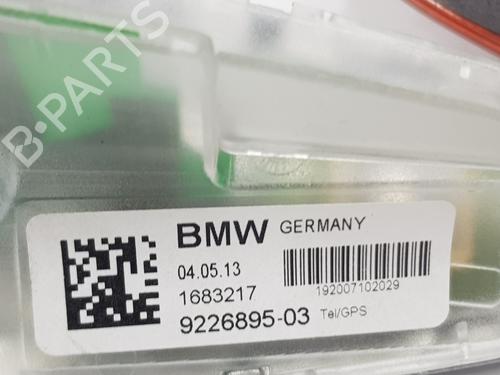 B·PARTS
BMW GERMANY
04.05.13
1683217
192007102029
9226895-03 Tel/GPS